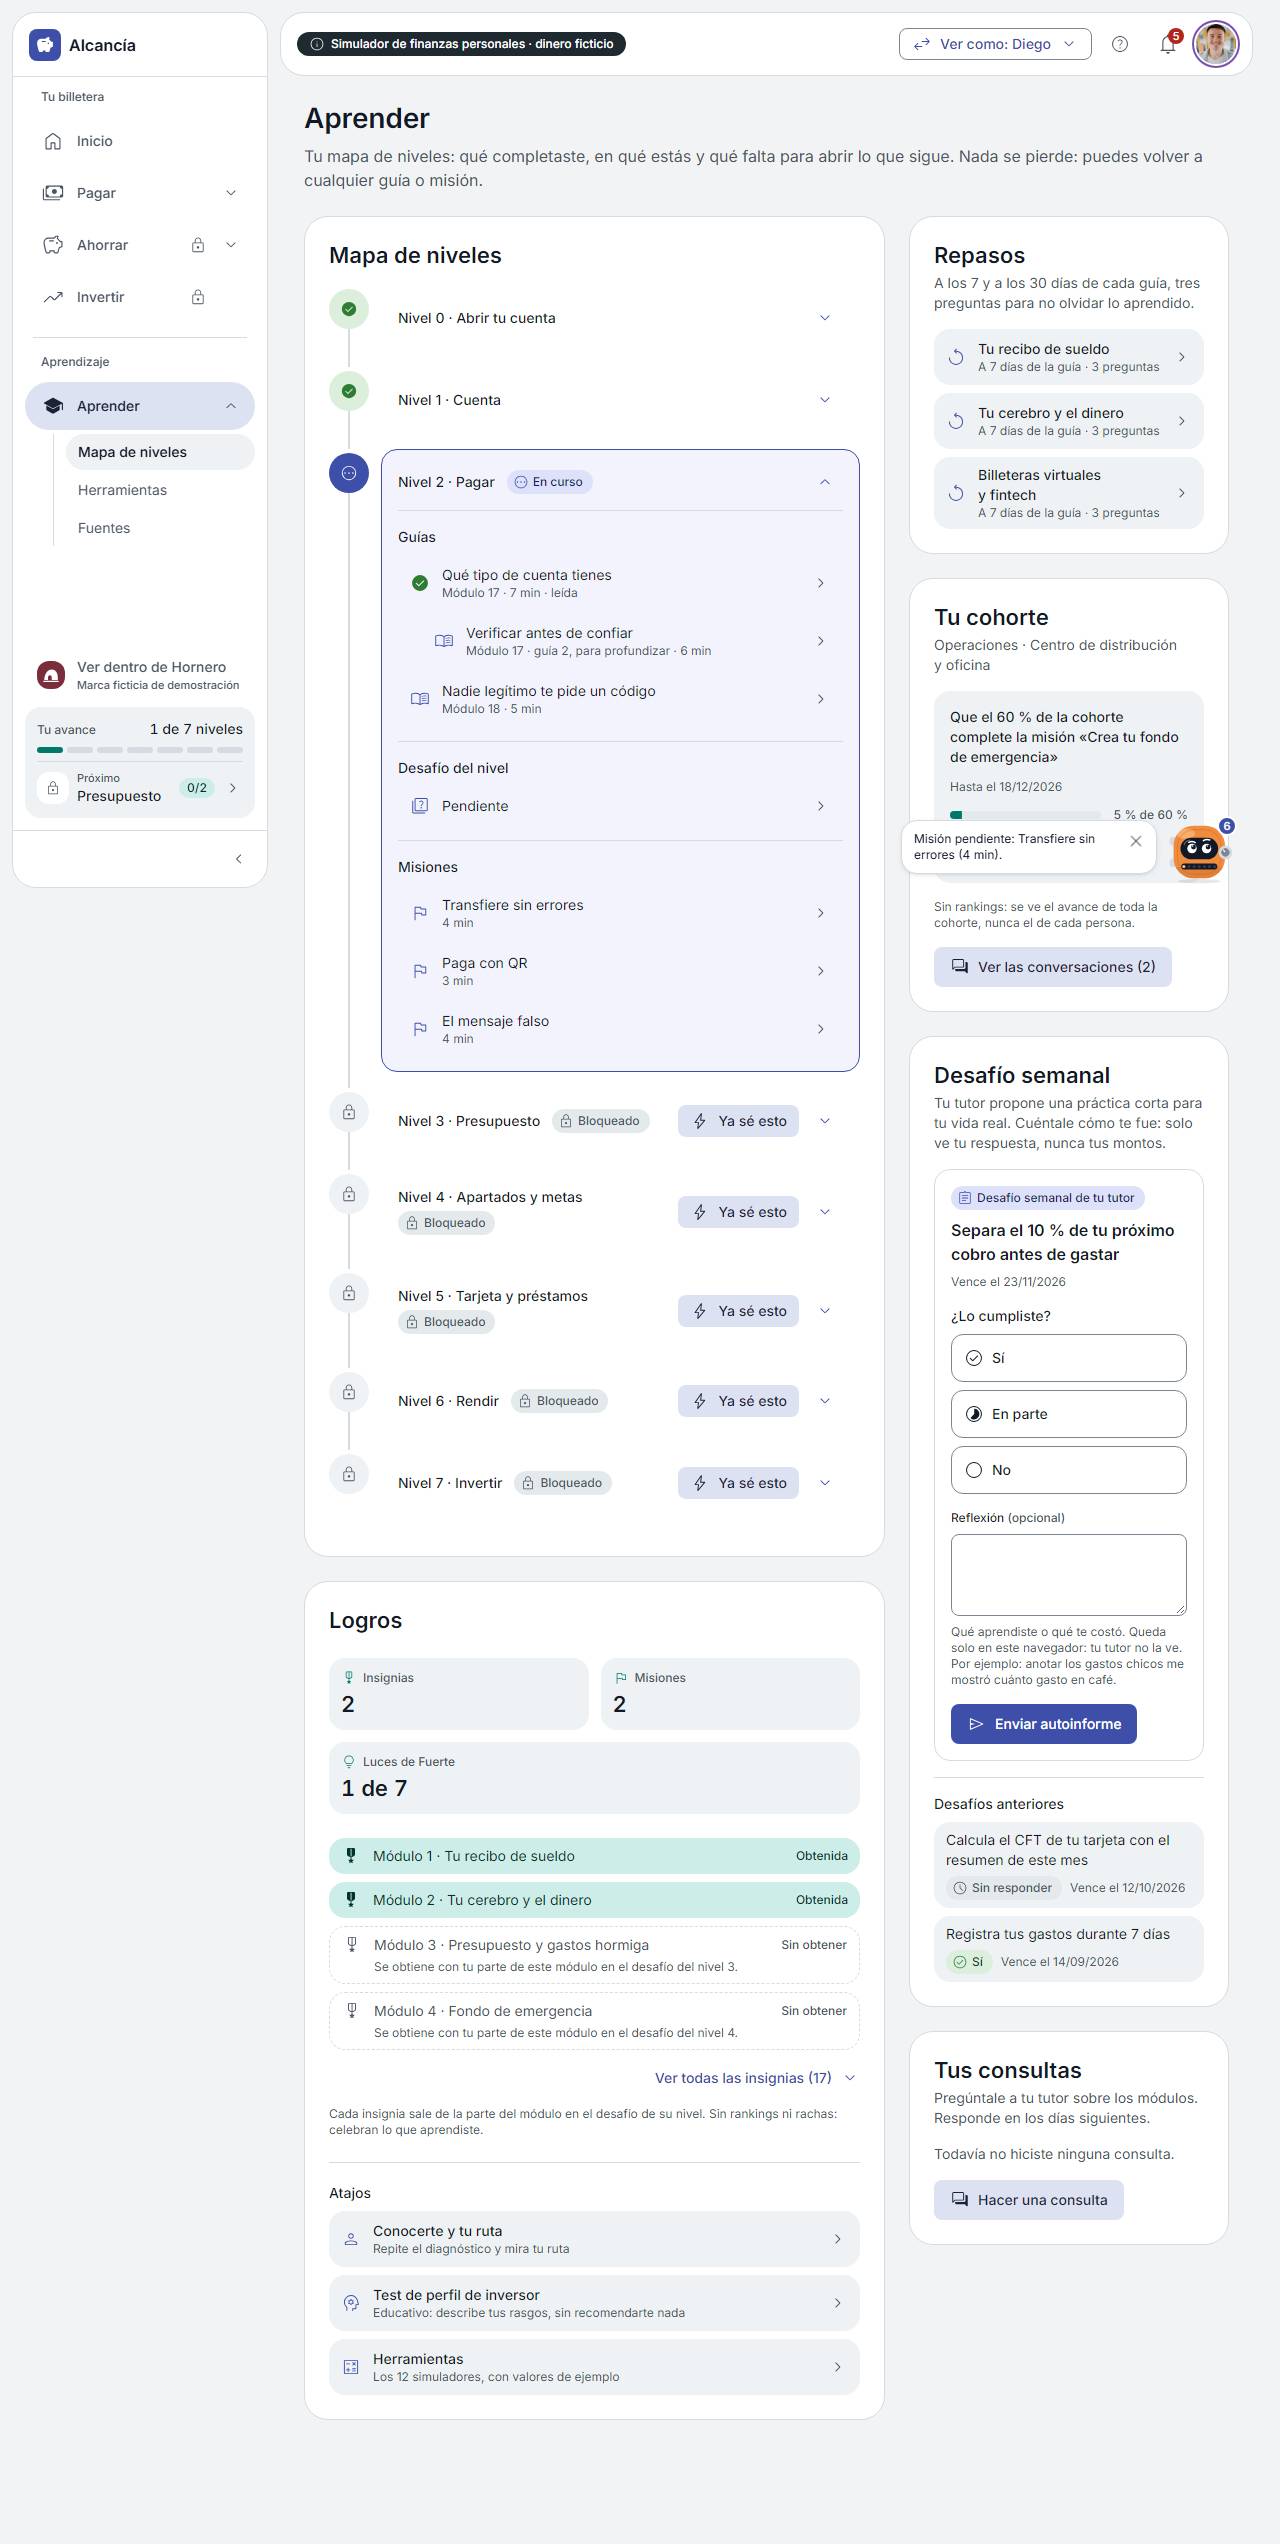 Alcancía
Tu billetera
Inicio
Pagar
Ahorrar
Invertir
Aprendizaje
Aprender
Mapa de niveles
Herramientas
Fuentes
Ver dentro de Hornero
Marca ficticia de demostración
Tu avance
1 de 7 niveles
Próximo
Presupuesto
0/2
Simulador de finanzas personales · dinero ficticio
Ver como: Diego
5
Aprender
Tu mapa de niveles: qué completaste, en qué estás y qué falta para abrir lo que sigue. Nada se pierde: puedes volver a
cualquier guía o misión.
Mapa de niveles
Nivel 0 · Abrir tu cuenta
Nivel 1 · Cuenta
Nivel 2 · Pagar
En curso
Guías
Qué tipo de cuenta tienes
Módulo 17 · 7 min · leída
Verificar antes de confiar
Módulo 17 · guía 2, para profundizar · 6 min
Nadie legítimo te pide un código
Módulo 18 · 5 min
Desafío del nivel
Pendiente
Misiones
Transfiere sin errores
4 min
Paga con QR
3 min
El mensaje falso
4 min
Nivel 3 · Presupuesto
Bloqueado
Ya sé esto
Nivel 4 · Apartados y metas
Bloqueado
Ya sé esto
Nivel 5 · Tarjeta y préstamos
Bloqueado
Ya sé esto
Nivel 6 · Rendir
Bloqueado
Ya sé esto
Nivel 7 · Invertir
Bloqueado
Ya sé esto
Logros
Insignias
2
Misiones
2
Luces de Fuerte
1 de 7
Módulo 1 · Tu recibo de sueldo
Obtenida
Módulo 2 · Tu cerebro y el dinero
Obtenida
Módulo 3 · Presupuesto y gastos hormiga
Sin obtener
Se obtiene con tu parte de este módulo en el desafío del nivel 3.
Módulo 4 · Fondo de emergencia
Sin obtener
Se obtiene con tu parte de este módulo en el desafío del nivel 4.
Ver todas las insignias (17)
Cada insignia sale de la parte del módulo en el desafío de su nivel. Sin rankings ni rachas:
celebran lo que aprendiste.
Atajos
Conocerte y tu ruta
Repite el diagnóstico y mira tu ruta
Test de perfil de inversor
Educativo: describe tus rasgos, sin recomendarte nada
Herramientas
Los 12 simuladores, con valores de ejemplo
Repasos
A los 7 y a los 30 días de cada guía, tres
preguntas para no olvidar lo aprendido.
Tu recibo de sueldo
A 7 días de la guía · 3 preguntas
Tu cerebro y el dinero
A 7 días de la guía · 3 preguntas
Billeteras virtuales
y fintech
A 7 días de la guía · 3 preguntas
Tu cohorte
Operaciones · Centro de distribución
y oficina
Que el 60 % de la cohorte
complete la misión «Crea tu fondo
de emergencia»
Hasta el 18/12/2026
5 % de 60 %
Misión pendiente: Transfiere sin
errores (4 min).
6
Sin rankings: se ve el avance de toda la
cohorte, nunca el de cada persona.
Ver las conversaciones (2)
Desafío semanal
Tu tutor propone una práctica corta para
tu vida real. Cuéntale cómo te fue: solo
ve tu respuesta, nunca tus montos.
Desafío semanal de tu tutor
Separa el 10 % de tu próximo
cobro antes de gastar
Vence el 23/11/2026
¿Lo cumpliste?
Sí
En parte
No
Reflexión (opcional)
Qué aprendiste o qué te costó. Queda
solo en este navegador: tu tutor no la ve.
Por ejemplo: anotar los gastos chicos me
mostró cuánto gasto en café.
Enviar autoinforme
Desafíos anteriores
Calcula el CFT de tu tarjeta con el
resumen de este mes
Sin responder
Vence el 12/10/2026
Registra tus gastos durante 7 días
Sí
Vence el 14/09/2026
Tus consultas
Pregúntale a tu tutor sobre los módulos.
Responde en los días siguientes.
Todavía no hiciste ninguna consulta.
Hacer una consulta